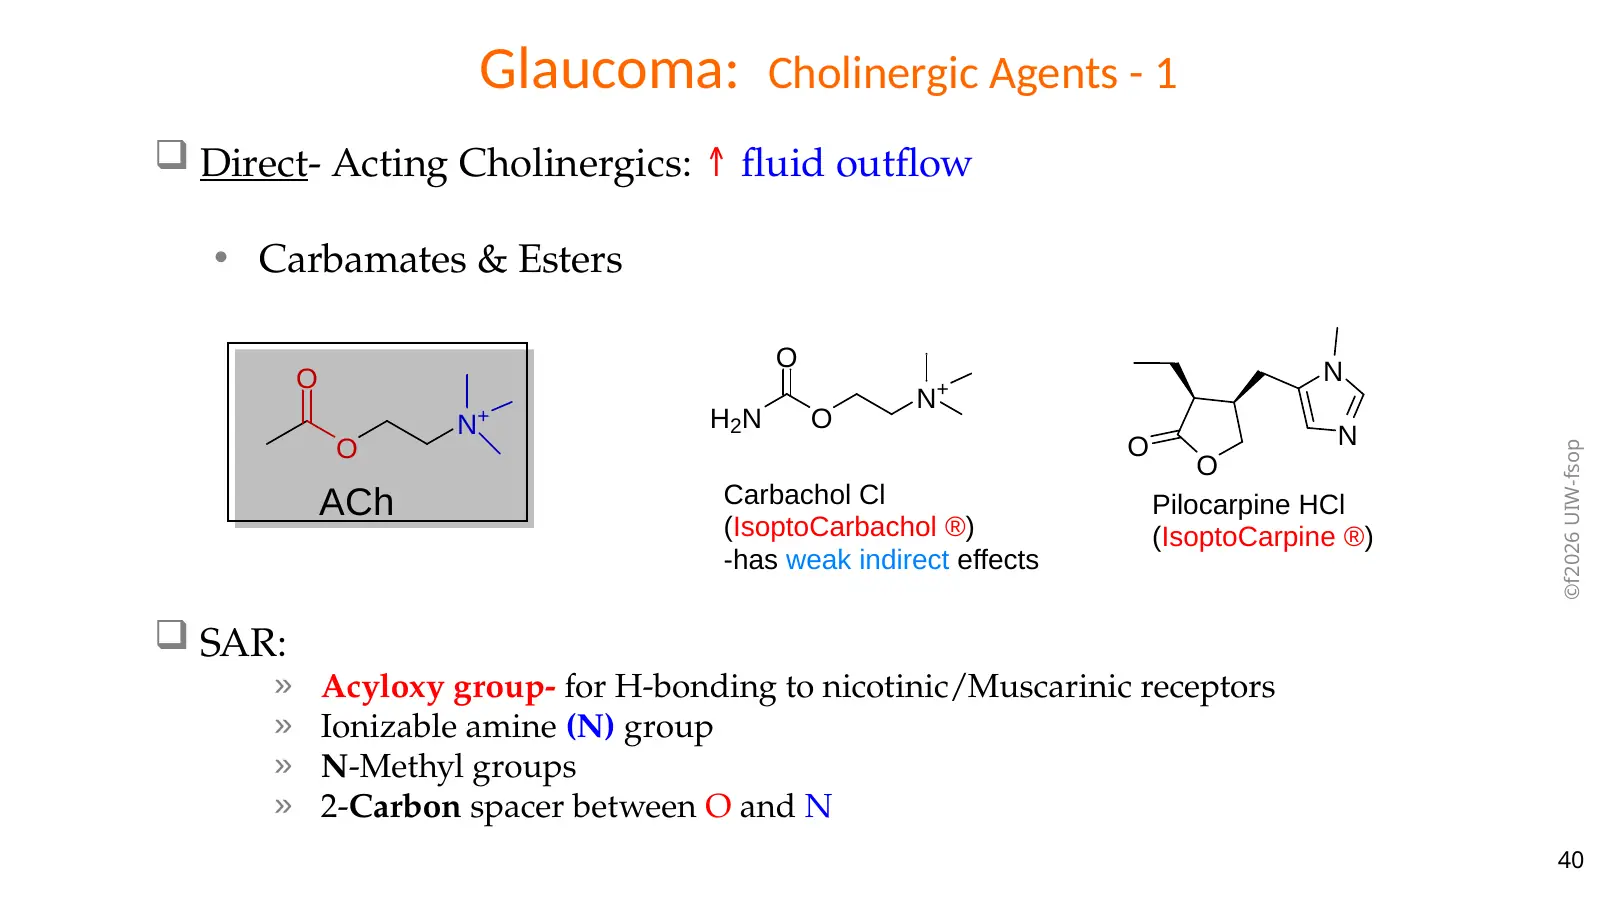 Glaucoma: Cholinergic Agents - 1
❑ Direct- Acting Cholinergics: ↑ fluid outflow
• Carbamates & Esters
O
O
N+
ACh
O
H2N
O
N+
Carbachol Cl
(IsoptoCarbachol ®)
-has weak indirect effects
N
N
O
O
Pilocarpine HCl
(IsoptoCarpine ®)
©f2026 UIW-fsop
❑ SAR:
» Acyloxy group- for H-bonding to nicotinic/Muscarinic receptors
» Ionizable amine (N) group
» N-Methyl groups
» 2-Carbon spacer between O and N
40